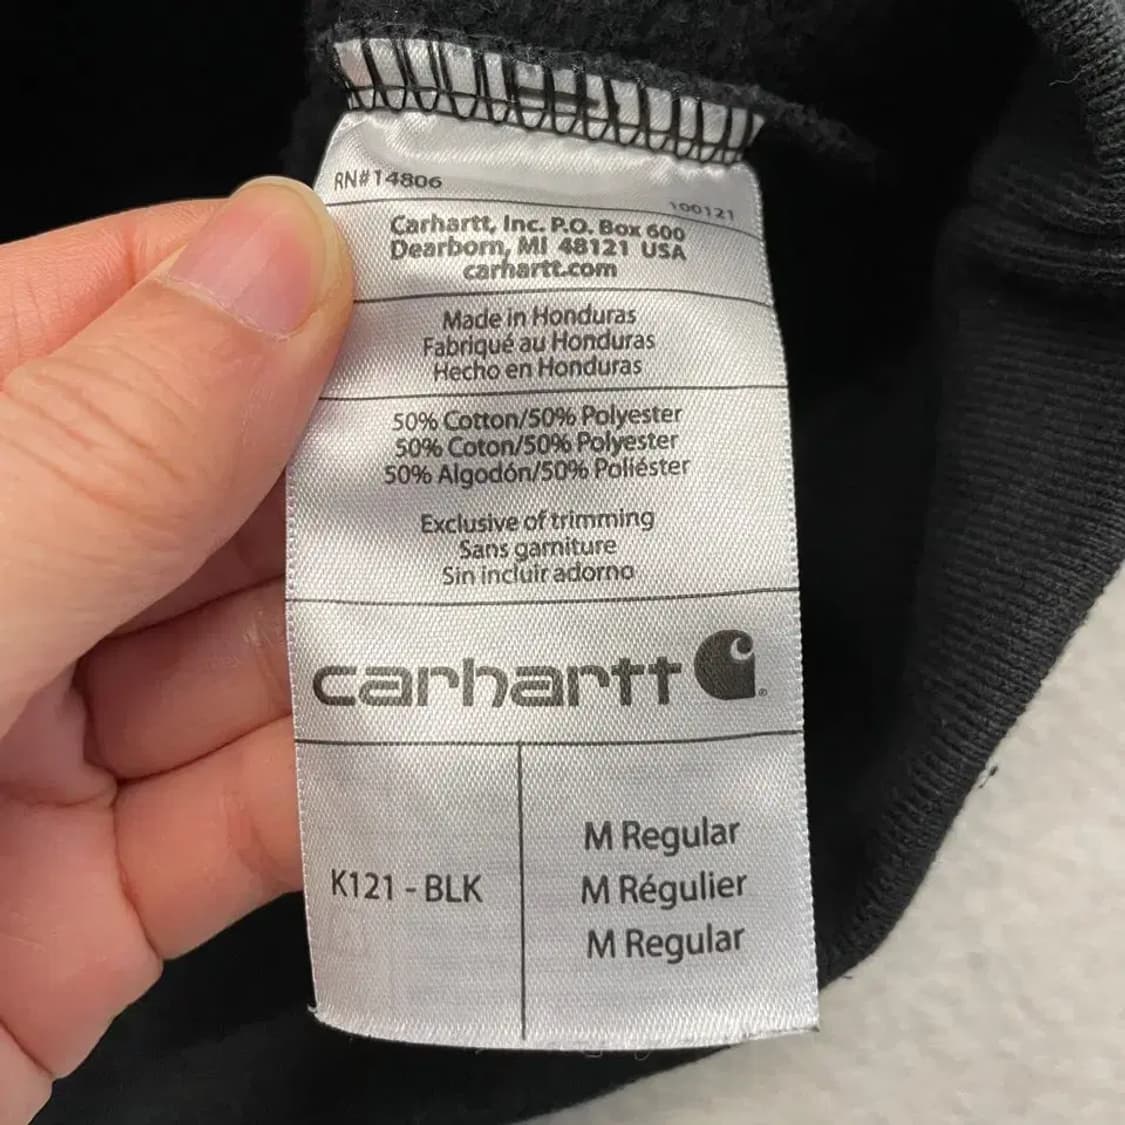 RN#14806
100121
Carhartt, Inc. P.O. Box 600
Dearborn, MI 48121 USA
carhartt.com
Made in Honduras
Fabriqué au Honduras
Hecho en Honduras
50% Cotton/50% Polyester
50% Coton/50% Polyester
50% Algodón/50% Poliéster
Exclusive of trimming
Sans garniture
Sin incluir adorno
carhartt ®
K121 - BLK
M Regular
M Régulier
M Regular